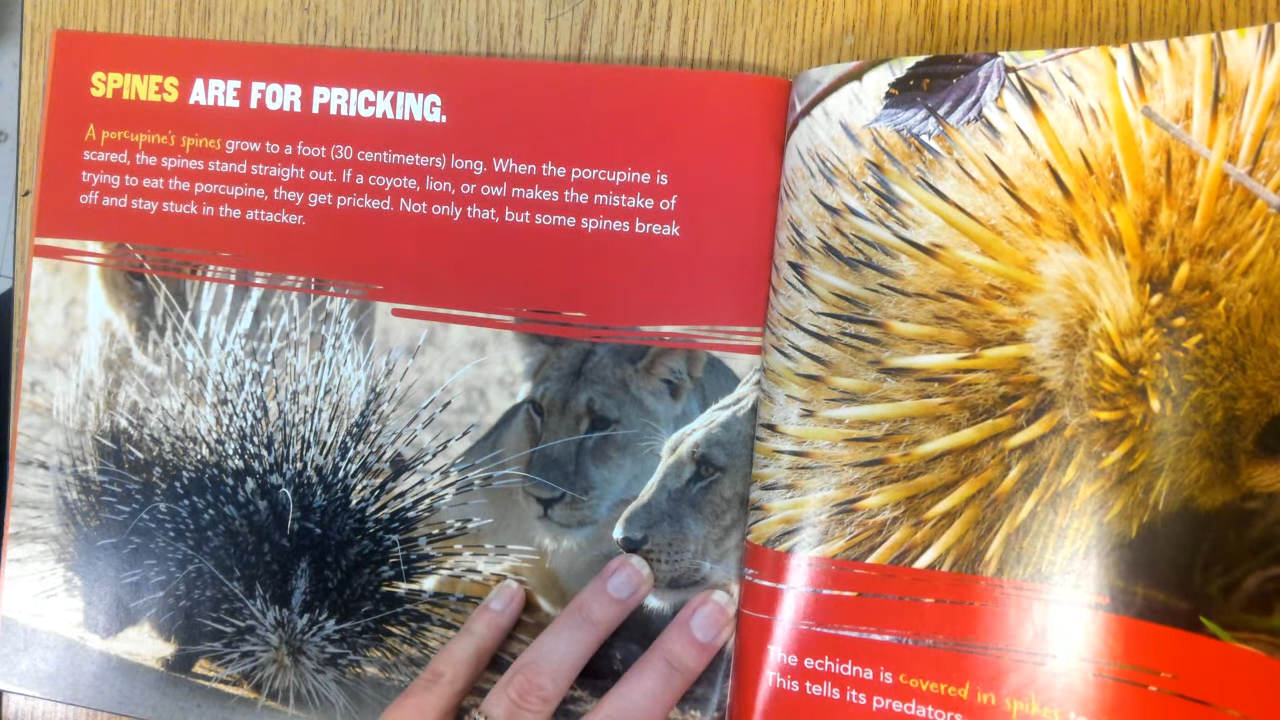 SPINES ARE FOR PRICKING.
A porcupine's spines grow to a foot (30 centimeters) long. When the porcupine is
scared, the spines stand straight out. If a coyote, lion, or owl makes the mistake of
trying to eat the porcupine, they get pricked. Not only that, but some spines break
off and stay stuck in the attacker.
The echidna is covered in spikes
This tells its predators